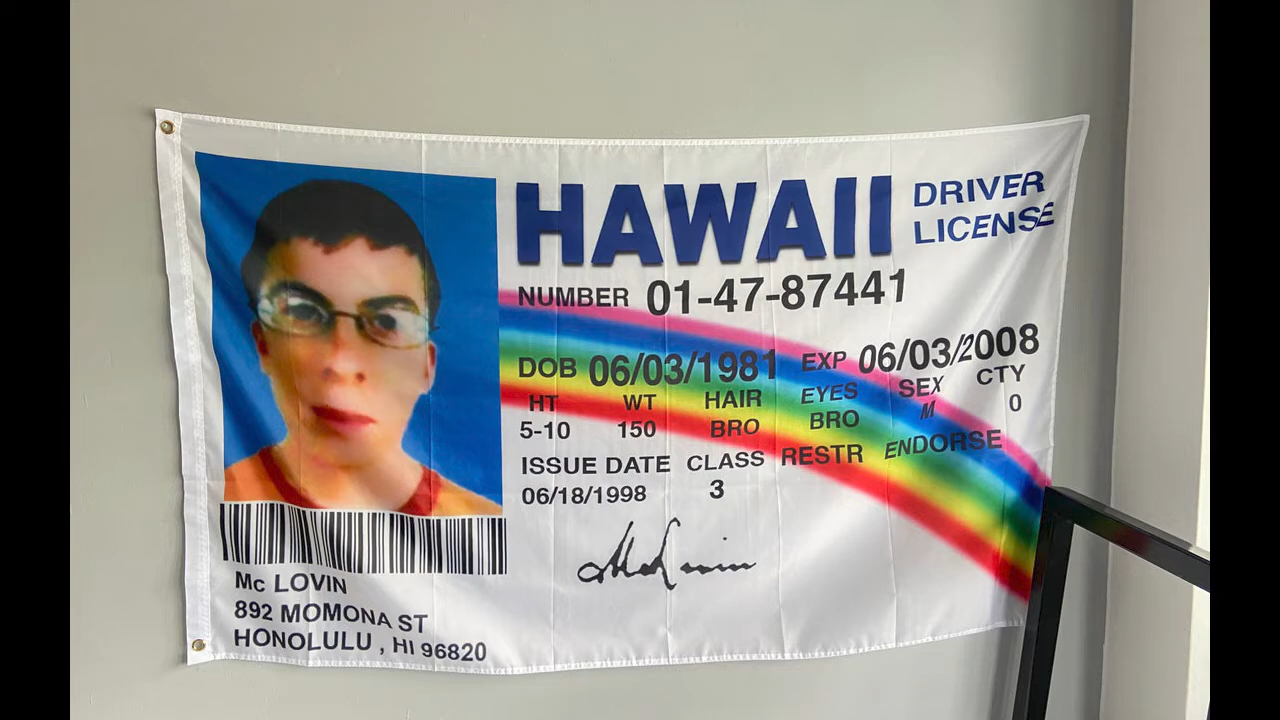 HAWAII DRIVER
LICENSE
NUMBER 01-47-87441
DOB 06/03/1981 EXP 06/03/2008
HT WT HAIR EYES SEX CTY
5-10 150 BRO BRO M 0
ISSUE DATE CLASS RESTR ENDORSE
06/18/1998 3
McLovin
Mc LOVIN
892 MOMONA ST
HONOLULU , HI 96820